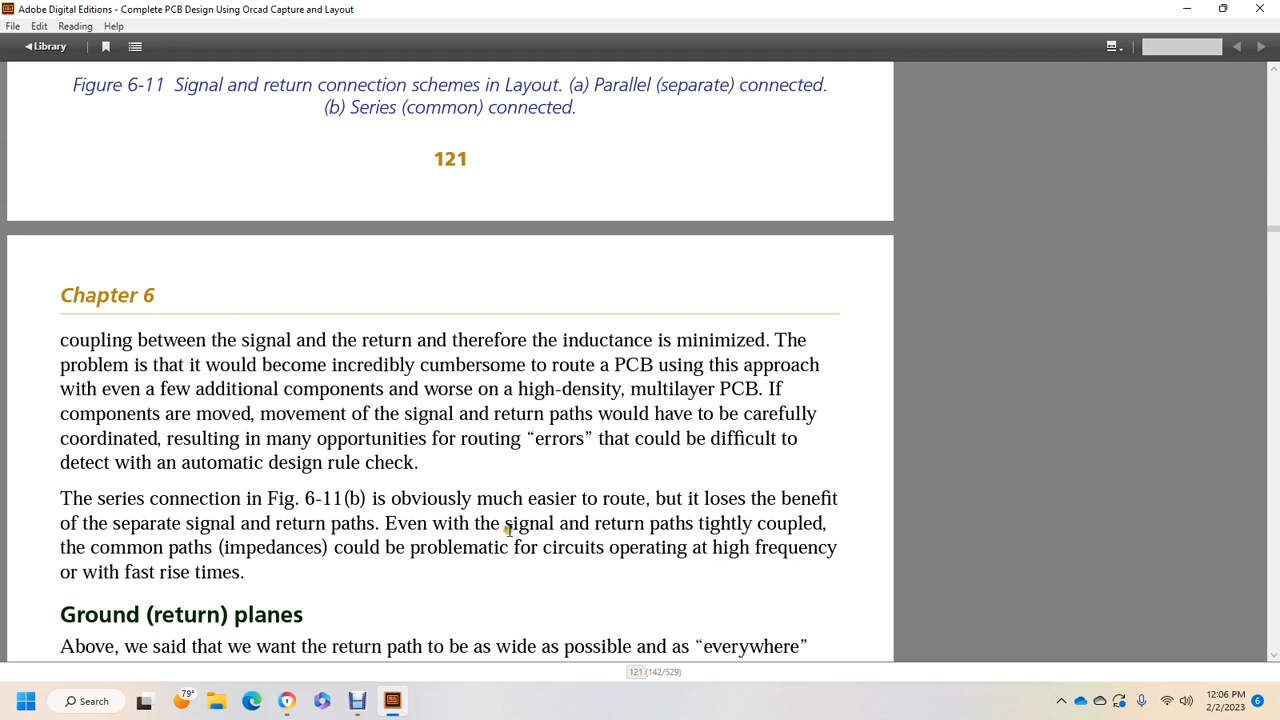 Adobe Digital Editions - Complete PCB Design Using Orcad Capture and Layout
File Edit Reading Help
Library
Figure 6-11 Signal and return connection schemes in Layout. (a) Parallel (separate) connected.
(b) Series (common) connected.
121
Chapter 6
coupling between the signal and the return and therefore the inductance is minimized. The
problem is that it would become incredibly cumbersome to route a PCB using this approach
with even a few additional components and worse on a high-density, multilayer PCB. If
components are moved, movement of the signal and return paths would have to be carefully
coordinated, resulting in many opportunities for routing “errors” that could be difficult to
detect with an automatic design rule check.
The series connection in Fig. 6-11(b) is obviously much easier to route, but it loses the benefit
of the separate signal and return paths. Even with the signal and return paths tightly coupled,
the common paths (impedances) could be problematic for circuits operating at high frequency
or with fast rise times.
Ground (return) planes
Above, we said that we want the return path to be as wide as possible and as “everywhere”
121 (142/529)
Search
79°
12:06 PM
2/2/2023
6